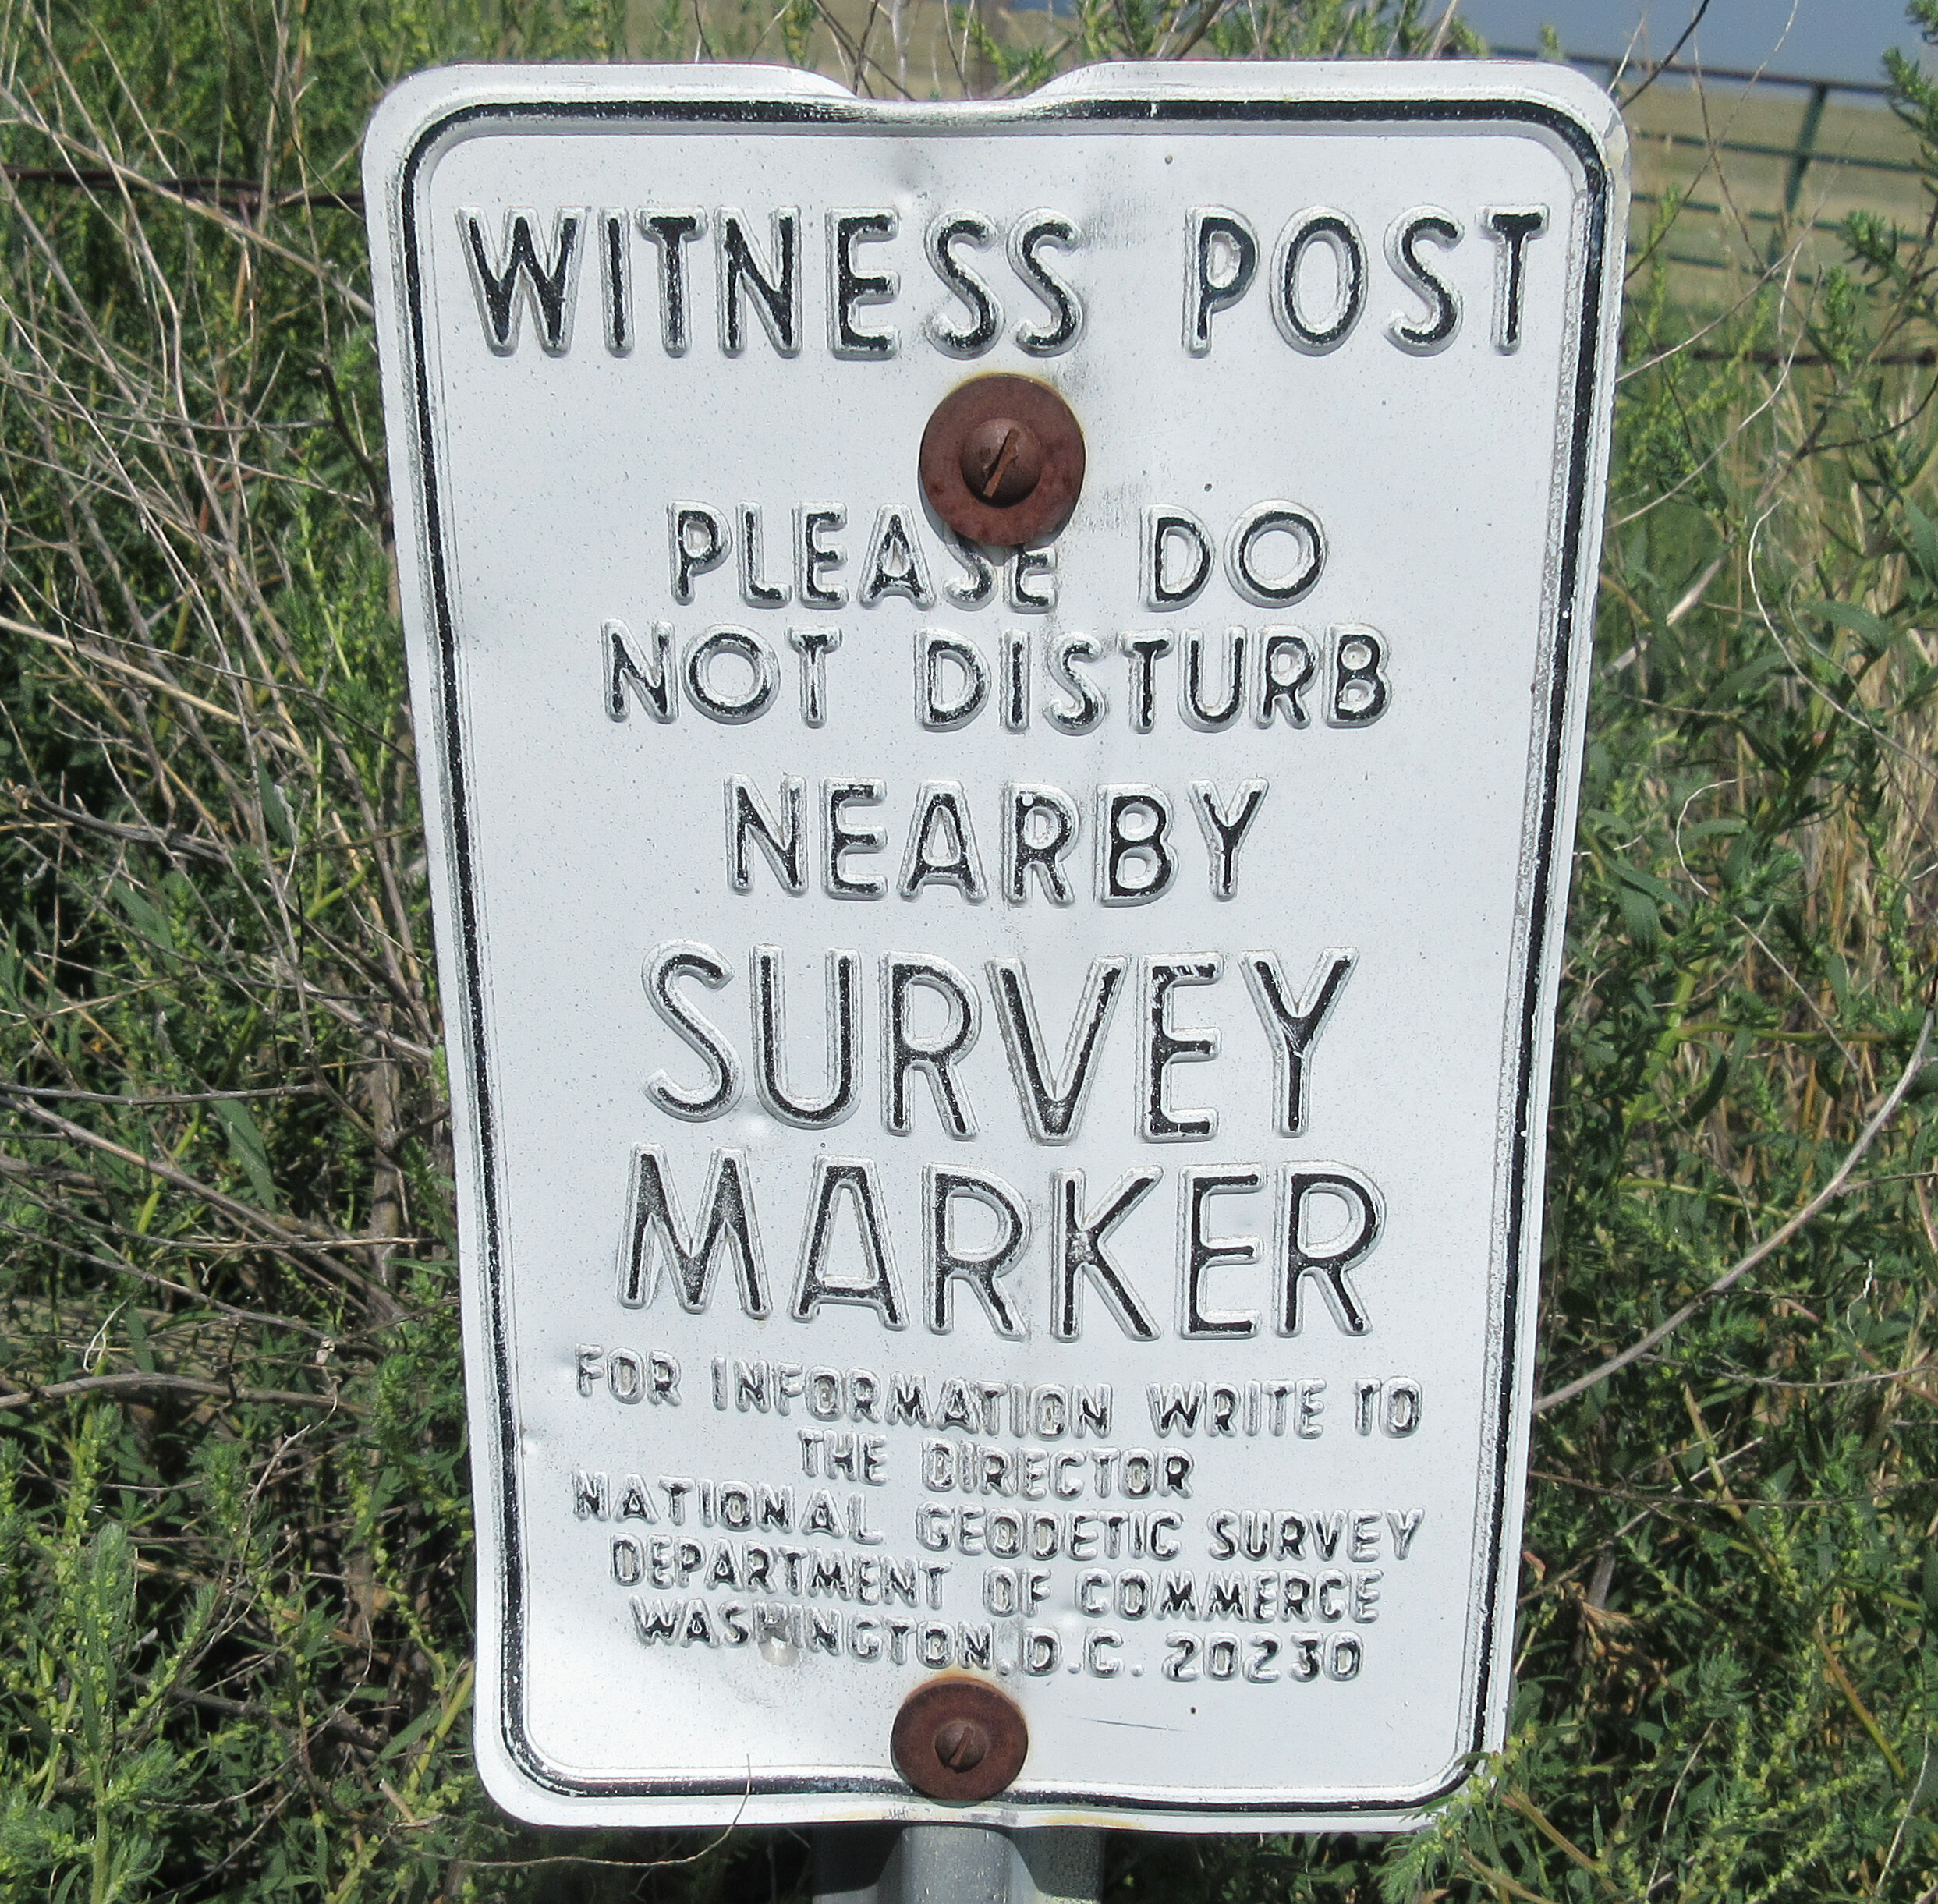 WITNESS POST
PLEASE DO
NOT DISTURB
NEARBY
SURVEY
MARKER
FOR INFORMATION WRITE TO
THE DIRECTOR
NATIONAL GEODETIC SURVEY
DEPARTMENT OF COMMERCE
WASHINGTON, D.C. 20230